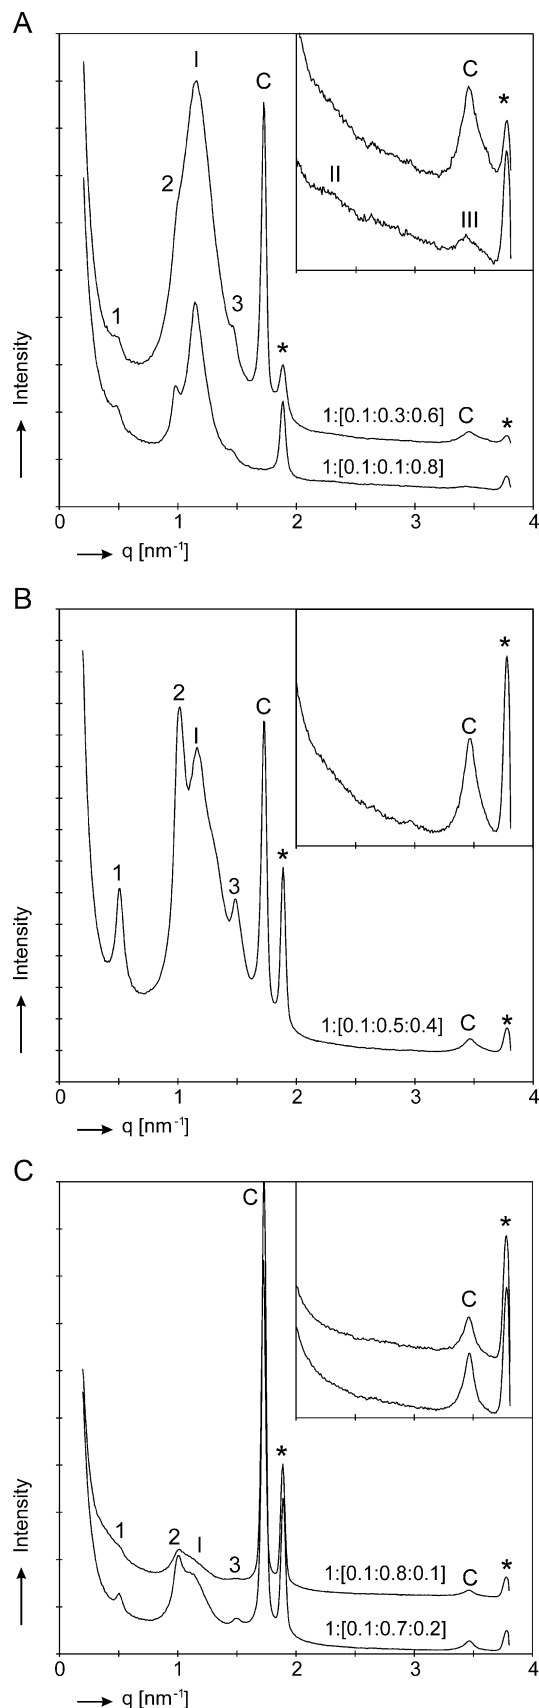 A
I
C
2
1
3
*
C
*
II
III
1:[0.1:0.3:0.6]
C
*
1:[0.1:0.1:0.8]
Intensity
0
1
2
3
4
q [nm⁻¹]
B
2
I
C
1
3
*
*
C
1:[0.1:0.5:0.4]
C
*
Intensity
0
1
2
3
4
q [nm⁻¹]
C
C
*
C
*
1
2
I
3
1:[0.1:0.8:0.1]
C
*
1:[0.1:0.7:0.2]
Intensity
0
1
2
3
4
q [nm⁻¹]